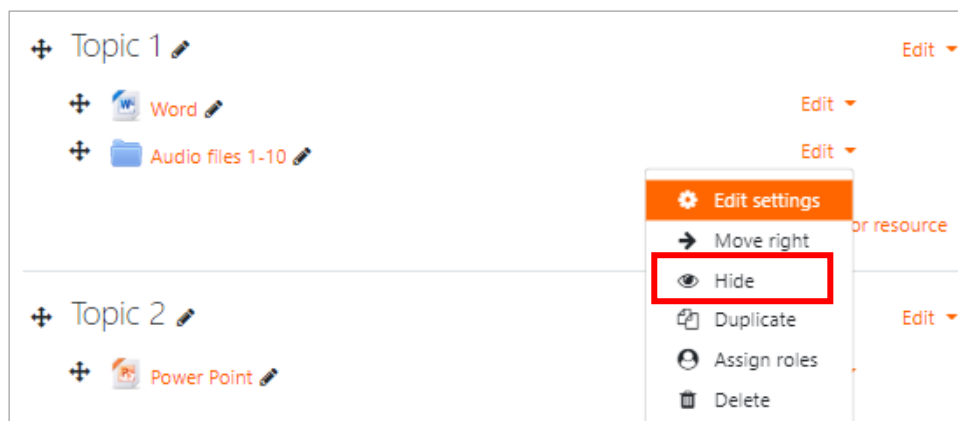 Topic 1
Edit
Word
Edit
Audio files 1-10
Edit
Edit settings
or resource
Move right
Hide
Topic 2
Duplicate
Edit
Assign roles
Power Point
Delete